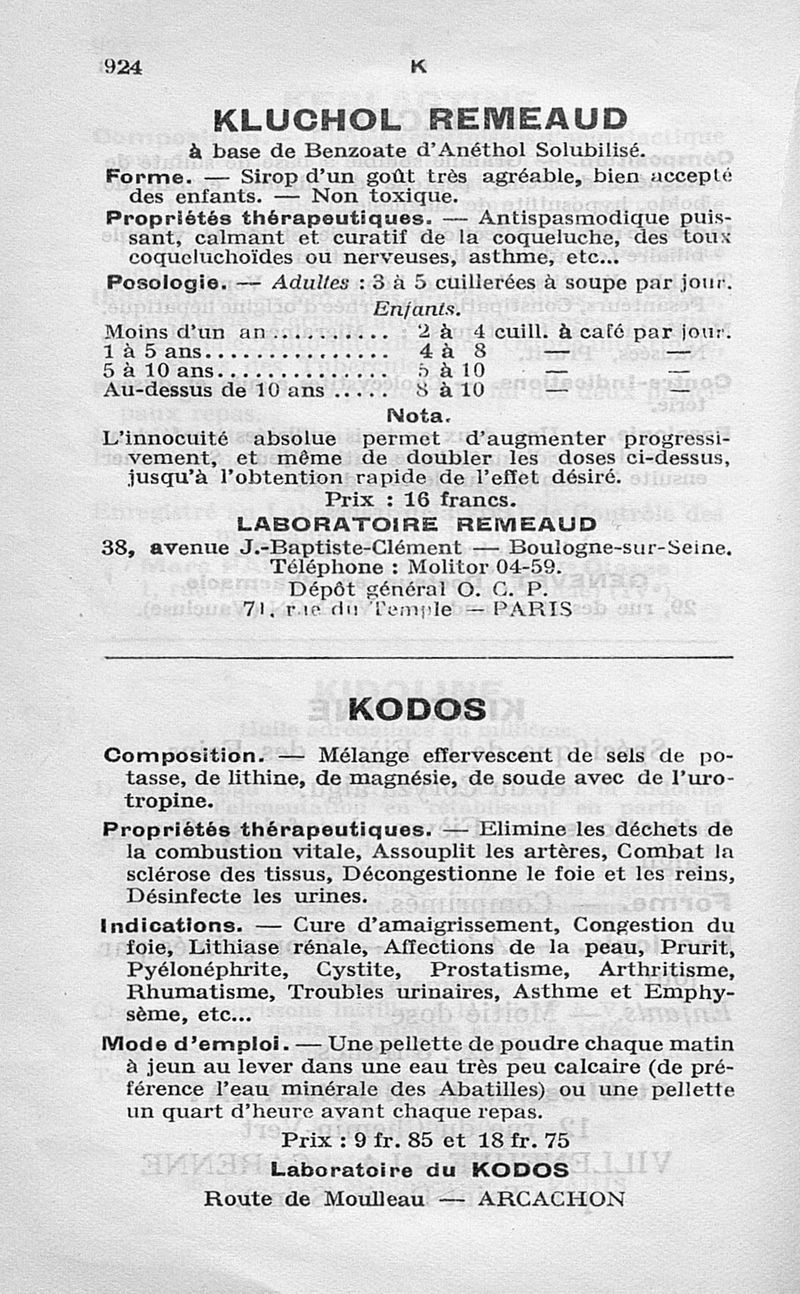 924 K
KLUCHOL REMEAUD
à base de Benzoate d'Anéthol Solubilisé.
Forme. — Sirop d'un goût très agréable, bien accepté
des enfants. — Non toxique.
Propriétés thérapeutiques. — Antispasmodique puis-
sant, calmant et curatif de la coqueluche, des toux
coqueluchoïdes ou nerveuses, asthme, etc...
Posologie. — Adultes : 3 à 5 cuillerées à soupe par jour.
Enfants.
Moins d'un an .......... 2 à 4 cuill. à café par jour.
1 à 5 ans................ 4 à 8 — —
5 à 10 ans............... 5 à 10 — —
Au-dessus de 10 ans ..... 8 à 10 — —
Nota.
L'innocuité absolue permet d'augmenter progressi-
vement, et même de doubler les doses ci-dessus,
jusqu'à l'obtention rapide de l'effet désiré.
Prix : 16 francs.
LABORATOIRE REMEAUD
38, avenue J.-Baptiste-Clément — Boulogne-sur-Seine.
Téléphone : Molitor 04-59.
Dépôt général O. C. P.
71, rue du Temple — PARIS
KODOS
Composition. — Mélange effervescent de sels de po-
tasse, de lithine, de magnésie, de soude avec de l'uro-
tropine.
Propriétés thérapeutiques. — Elimine les déchets de
la combustion vitale, Assouplit les artères, Combat la
sclérose des tissus, Décongestionne le foie et les reins,
Désinfecte les urines.
Indications. — Cure d'amaigrissement, Congestion du
foie, Lithiase rénale, Affections de la peau, Prurit,
Pyélonéphrite, Cystite, Prostatisme, Arthritisme,
Rhumatisme, Troubles urinaires, Asthme et Emphy-
sème, etc...
Mode d'emploi. — Une pellette de poudre chaque matin
à jeun au lever dans une eau très peu calcaire (de pré-
férence l'eau minérale des Abatilles) ou une pellette
un quart d'heure avant chaque repas.
Prix : 9 fr. 85 et 18 fr. 75
Laboratoire du KODOS
Route de Moulleau — ARCACHON